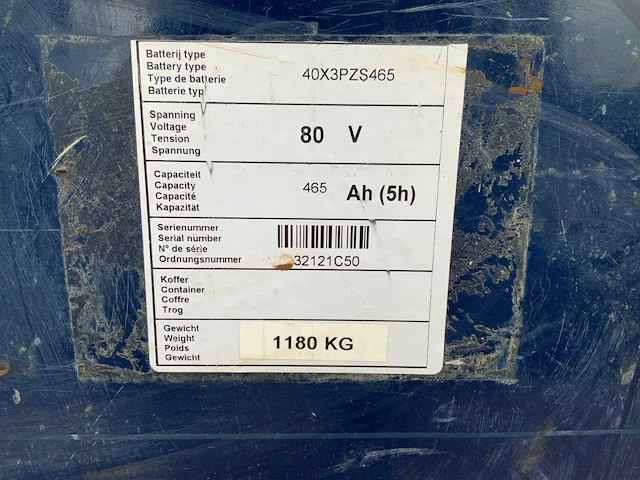 Batterij type
Battery type
Type de batterie
Batterie type
40X3PZS465
Spanning
Voltage
Tension
Spannung
80 V
Capaciteit
Capacity
Capacité
Kapazität
465 Ah (5h)
Serienummer
Serial number
N° de série
Ordnungsnummer
32121C50
Koffer
Container
Coffre
Trog
Gewicht
Weight
Poids
Gewicht
1180 KG